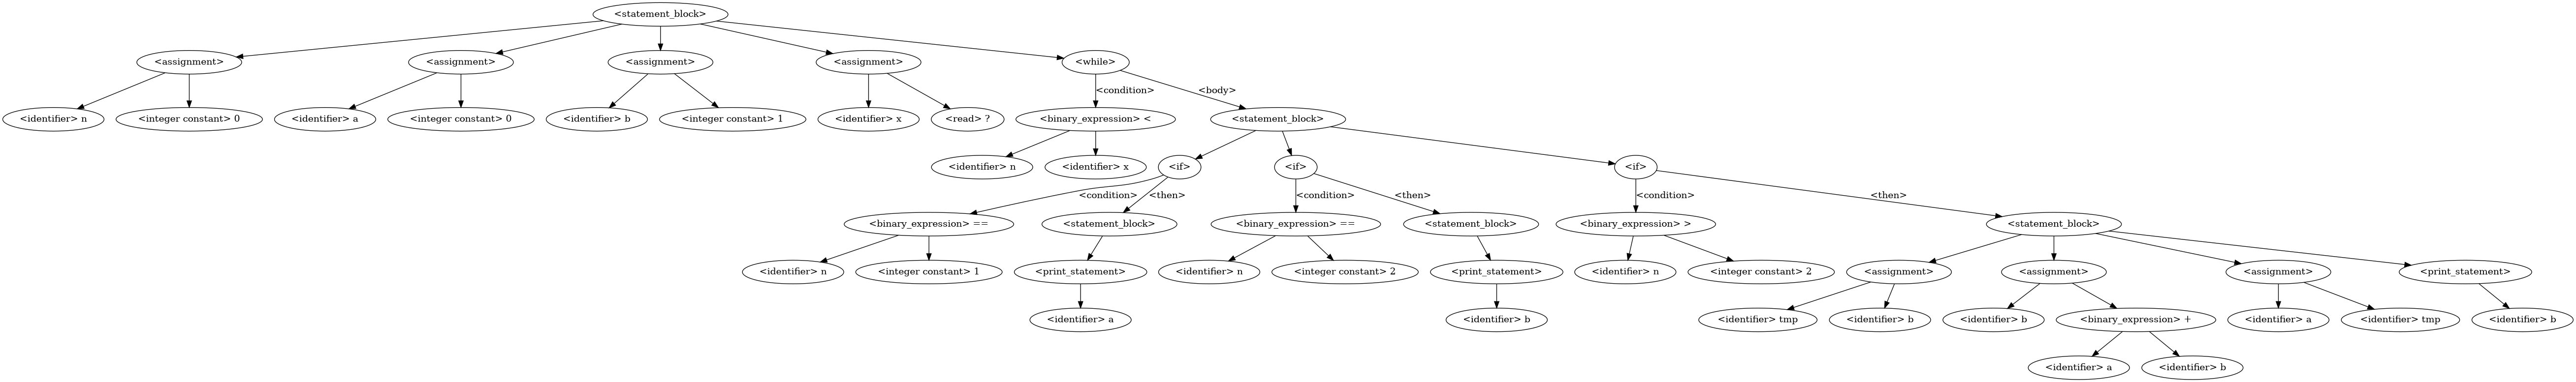 <statement_block>
<assignment>
<assignment>
<assignment>
<assignment>
<while>
<condition>
<body>
<identifier> n
<integer constant> 0
<identifier> a
<integer constant> 0
<identifier> b
<integer constant> 1
<identifier> x
<read> ?
<binary_expression> <
<statement_block>
<identifier> n
<identifier> x
<if>
<if>
<if>
<condition>
<then>
<condition>
<then>
<condition>
<then>
<binary_expression> ==
<statement_block>
<binary_expression> ==
<statement_block>
<binary_expression> >
<statement_block>
<identifier> n
<integer constant> 1
<print_statement>
<identifier> n
<integer constant> 2
<print_statement>
<identifier> n
<integer constant> 2
<assignment>
<assignment>
<assignment>
<print_statement>
<identifier> a
<identifier> b
<identifier> tmp
<identifier> b
<identifier> b
<binary_expression> +
<identifier> a
<identifier> tmp
<identifier> b
<identifier> a
<identifier> b